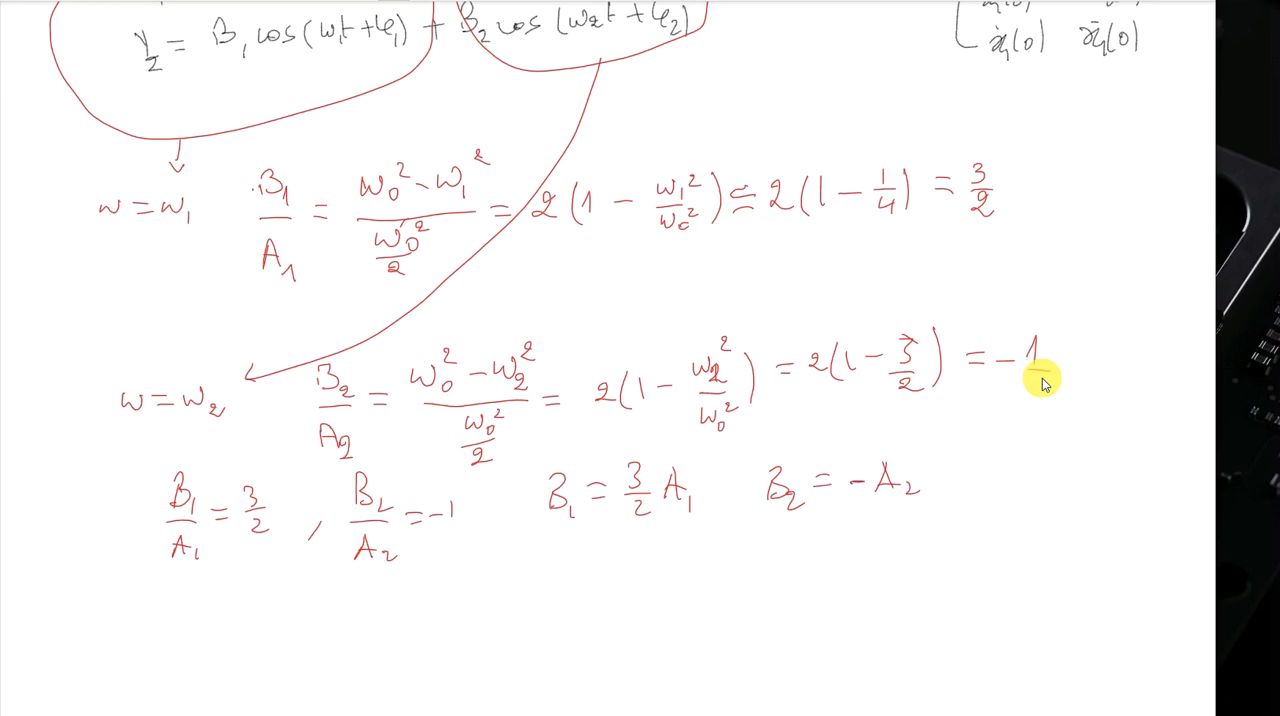 y₂ = B₁ cos(ω₁t + φ₁) + B₂ cos(ω₂t + φ₂)
ẋ₁(0) ẍ₁(0)
ω = ω₁ B₁/A₁ = (ω₀² - ω₁²)/(ω₀²/2) = 2(1 - ω₁²/ω₀²) = 2(1 - 1/4) = 3/2
ω = ω₂ B₂/A₂ = (ω₀² - ω₂²)/(ω₀²/2) = 2(1 - ω₂²/ω₀²) = 2(1 - 3/2) = -1
B₁/A₁ = 3/2 , B₂/A₂ = -1 B₁ = 3/2 A₁ B₂ = -A₂